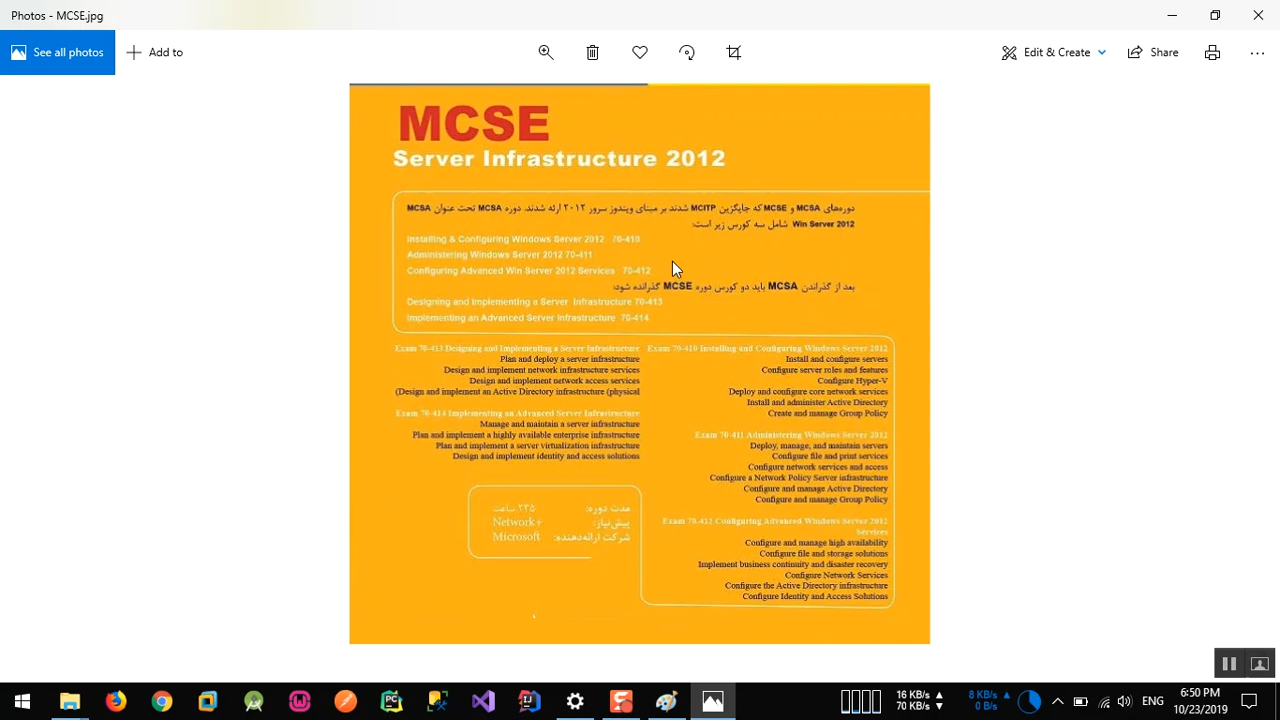 Photos - MCSE.jpg
See all photos
Add to
Edit & Create
Share
MCSE
Server Infrastructure 2012
دوره‌های MCSA و MCSE که جایگزین MCITP شدند بر مبنای ویندوز سرور ۲۰۱۲ ارئه شدند. دوره MCSA تحت عنوان MCSA
Win Server 2012 شامل سه کورس زیر است:
Installing & Configuring Windows Server 2012 70-410
Administering Windows Server 2012 70-411
Configuring Advanced Win Server 2012 Services 70-412
بعد از گذراندن MCSA باید دو کورس دوره MCSE گذرانده شود:
Designing and Implementing a Server Infrastructure 70-413
Implementing an Advanced Server Infrastructure 70-414
Exam 70-410 Installing and Configuring Windows Server 2012
Install and configure servers
Configure server roles and features
Configure Hyper-V
Deploy and configure core network services
Install and administer Active Directory
Create and manage Group Policy
Exam 70-411 Administering Windows Server 2012
Deploy, manage, and maintain servers
Configure file and print services
Configure network services and access
Configure a Network Policy Server infrastructure
Configure and manage Active Directory
Configure and manage Group Policy
Exam 70-412 Configuring Advanced Windows Server 2012
Services
Configure and manage high availability
Configure file and storage solutions
Implement business continuity and disaster recovery
Configure Network Services
Configure the Active Directory infrastructure
Configure Identity and Access Solutions
Exam 70-413 Designing and Implementing a Server Infrastructure
Plan and deploy a server infrastructure
Design and implement network infrastructure services
Design and implement network access services
(Design and implement an Active Directory infrastructure (physical
Exam 70-414 Implementing an Advanced Server Infrastructure
Manage and maintain a server infrastructure
Plan and implement a highly available enterprise infrastructure
Plan and implement a server virtualization infrastructure
Design and implement identity and access solutions
مدت دوره: ۲۳۵ ساعت
پیش‌نیاز: Network+
شرکت ارائه‌دهنده: Microsoft
16 KB/s
70 KB/s
8 KB/s
0 B/s
ENG
6:50 PM
10/23/2019